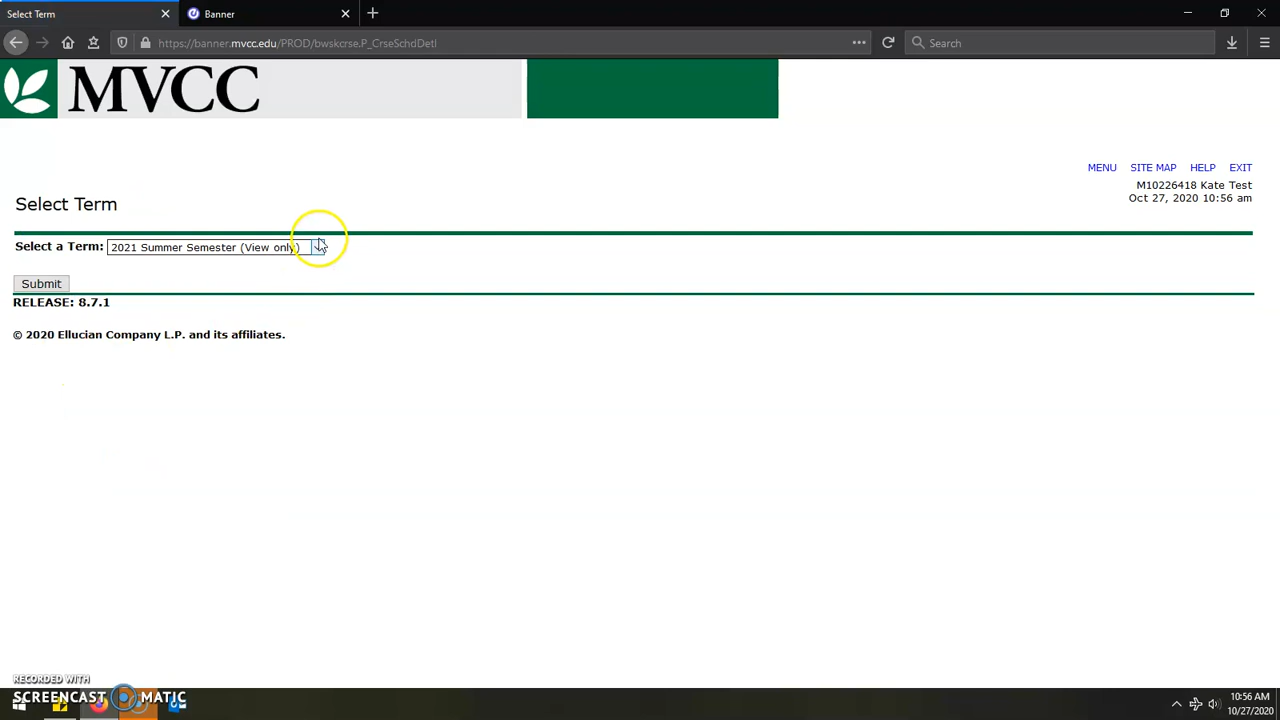 Select Term
Banner
https://banner.mvcc.edu/PROD/bwskcrse.P_CrseSchdDetl
Search
MVCC
MENU SITE MAP HELP EXIT
M10226418 Kate Test
Oct 27, 2020 10:56 am
Select Term
Select a Term: 2021 Summer Semester (View only)
Submit
RELEASE: 8.7.1
© 2020 Ellucian Company L.P. and its affiliates.
RECORDED WITH
SCREENCAST MATIC
10:56 AM
10/27/2020